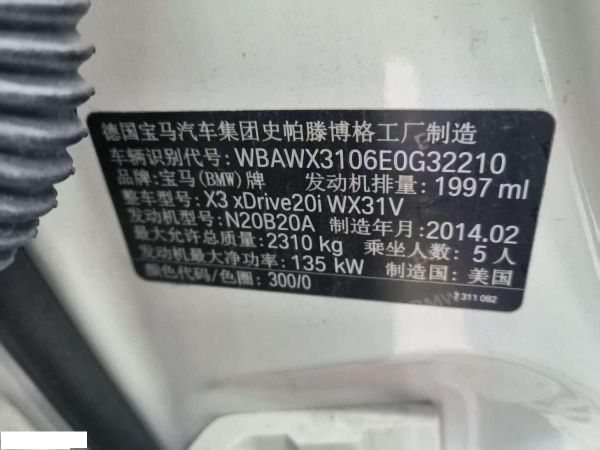 德国宝马汽车集团史帕滕博格工厂制造
车辆识别代号: WBAWX3106E0G32210
品牌: 宝马(BMW)牌 发动机排量: 1997 ml
整车型号: X3 xDrive20i WX31V
发动机型号: N20B20A 制造年月: 2014.02
最大允许总质量: 2310 kg 乘坐人数: 5 人
发动机最大净功率: 135 kW 制造国: 美国
颜色代码/色圈: 300/0
7 311 082
BMW